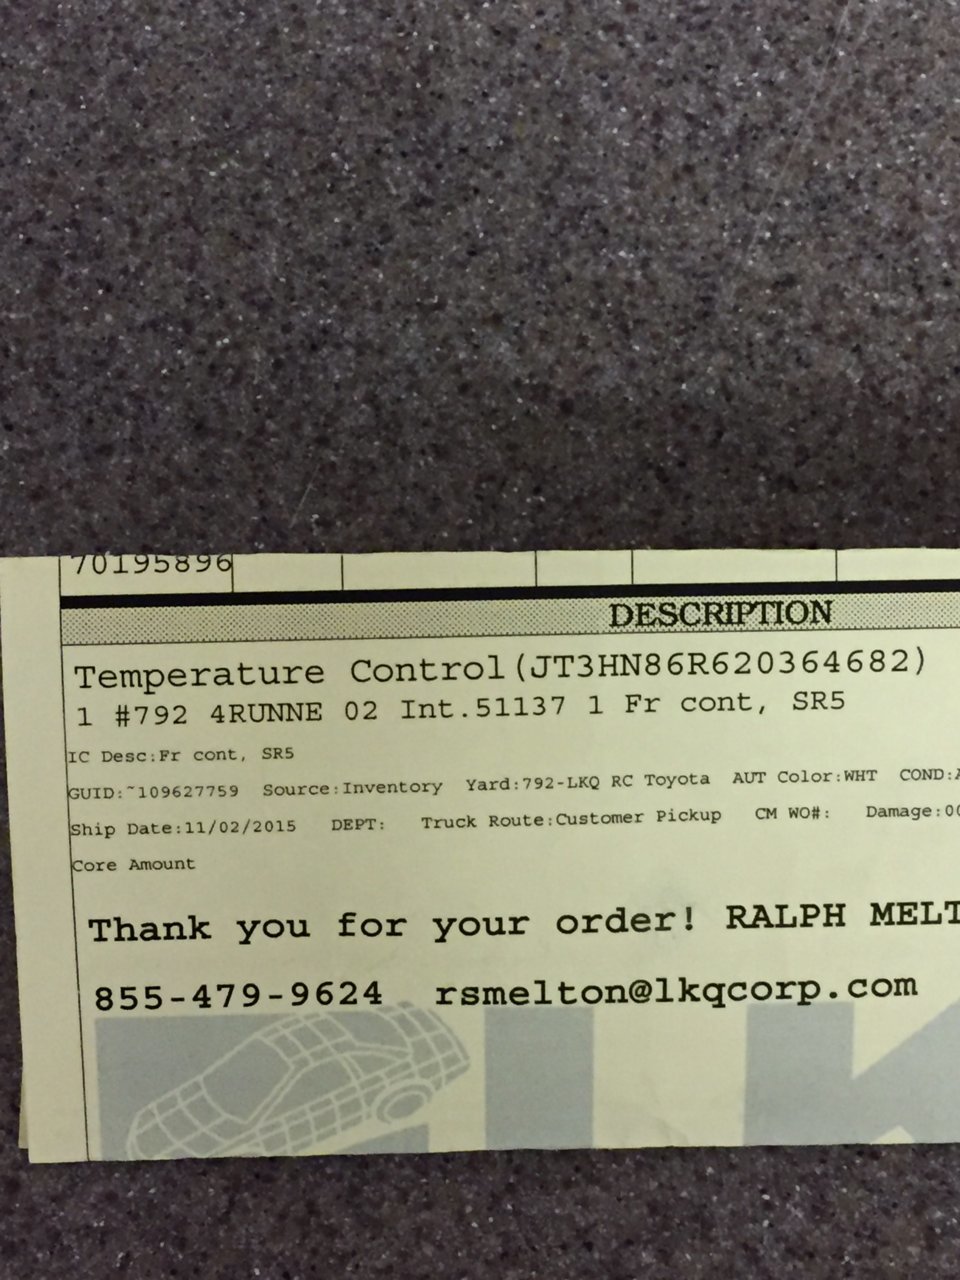 70195896
DESCRIPTION
Temperature Control(JT3HN86R620364682)
1 #792 4RUNNE 02 Int.51137 1 Fr cont, SR5
IC Desc:Fr cont, SR5
GUID:~109627759 Source:Inventory Yard:792-LKQ RC Toyota AUT Color:WHT COND:A
Ship Date:11/02/2015 DEPT: Truck Route:Customer Pickup CM WO#: Damage:00
Core Amount
Thank you for your order! RALPH MELT
855-479-9624 rsmelton@lkqcorp.com